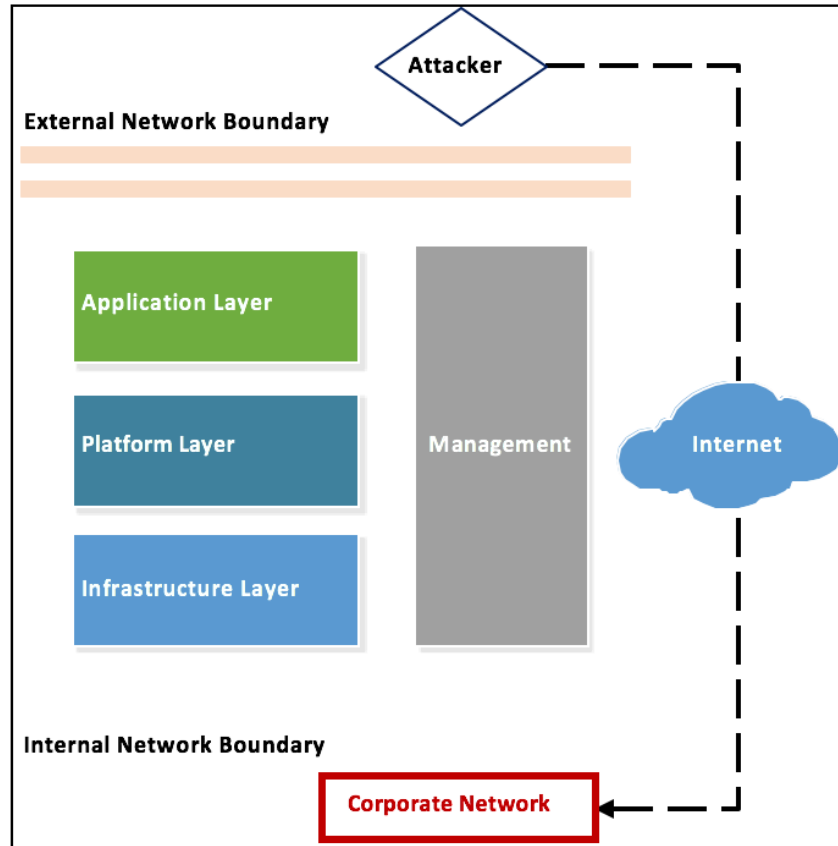 Attacker
External Network Boundary
Application Layer
Platform Layer
Management
Internet
Infrastructure Layer
Internal Network Boundary
Corporate Network